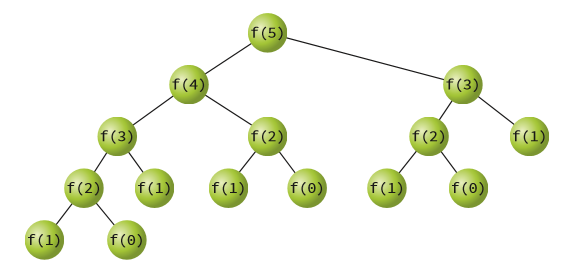 f(5)
f(4) f(3)
f(3) f(2) f(2) f(1)
f(2) f(1) f(1) f(0) f(1) f(0)
f(1) f(0)